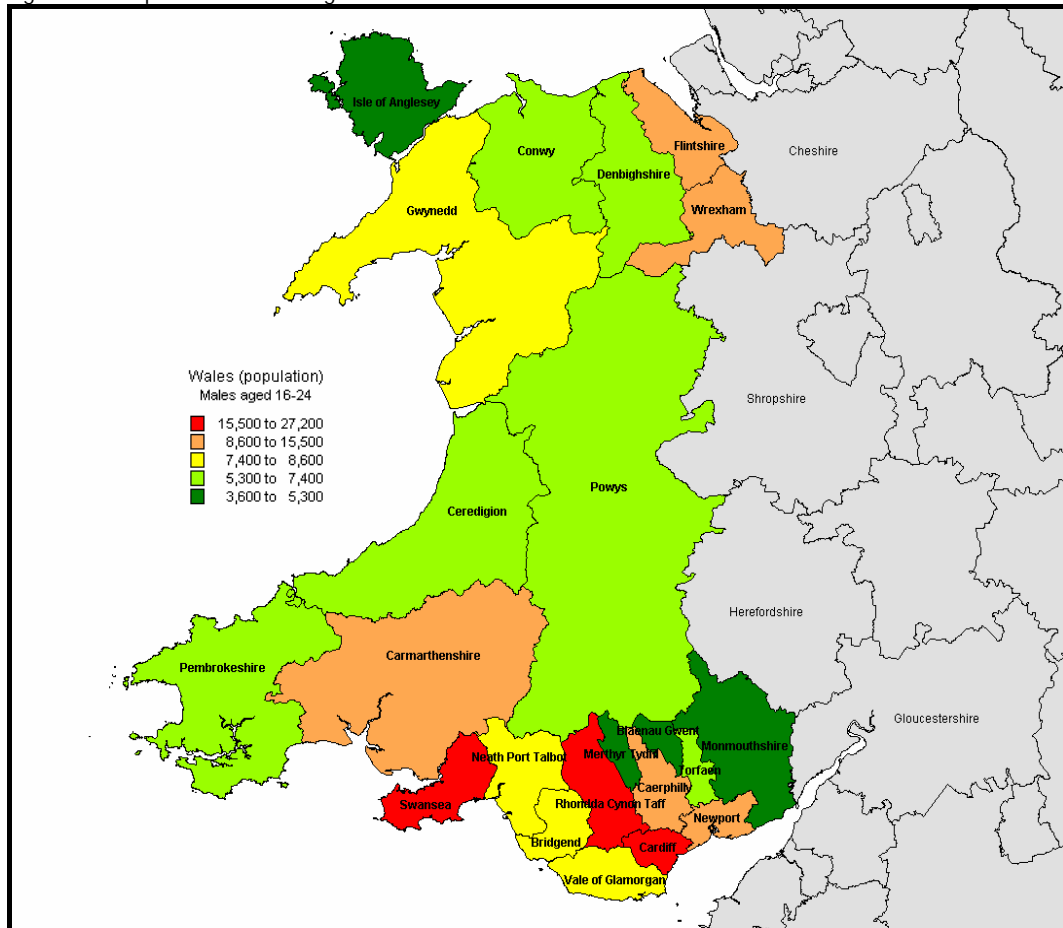 Isle of Anglesey
Conwy
Denbighshire
Flintshire
Cheshire
Wrexham
Gwynedd
Wales (population)
Males aged 16-24
15,500 to 27,200
8,600 to 15,500
7,400 to 8,600
5,300 to 7,400
3,600 to 5,300
Shropshire
Powys
Ceredigion
Herefordshire
Carmarthenshire
Pembrokeshire
Gloucestershire
Blaenau Gwent
Monmouthshire
Neath Port Talbot
Merthyr Tydfil
Torfaen
Caerphilly
Swansea
Rhondda Cynon Taff
Newport
Bridgend
Cardiff
Vale of Glamorgan